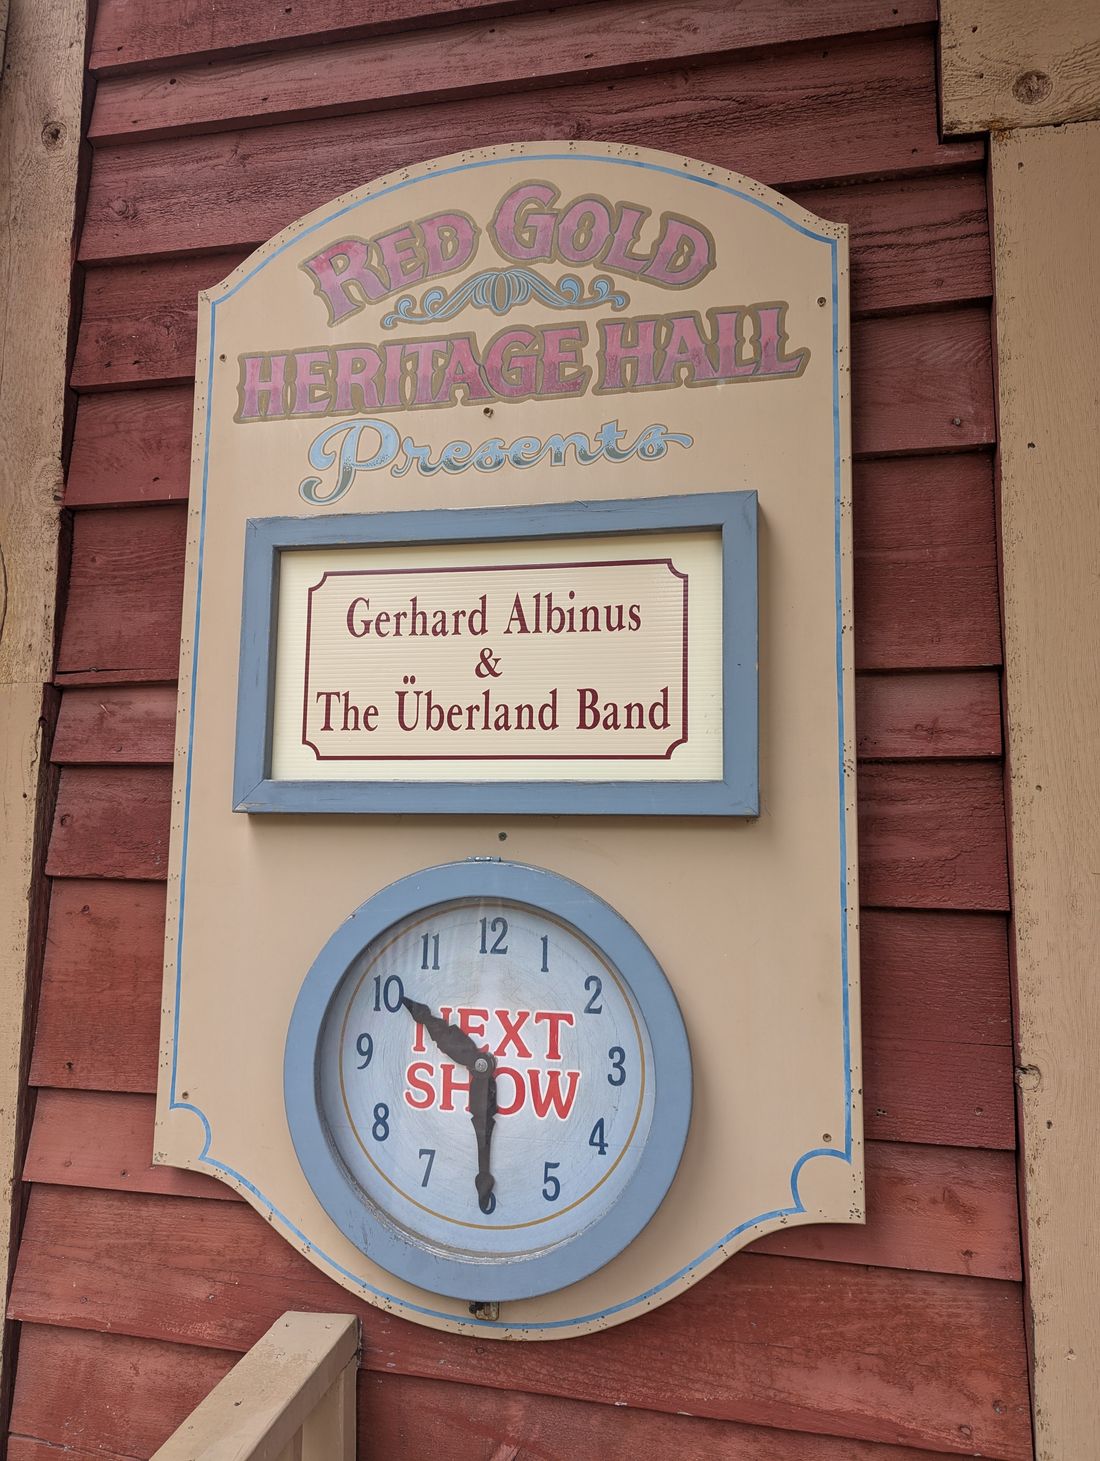 RED GOLD
HERITAGE HALL
Presents
Gerhard Albinus
&
The Überland Band
12
11 1
10 2
NEXT
9 3
SHOW
8 4
7 5
6